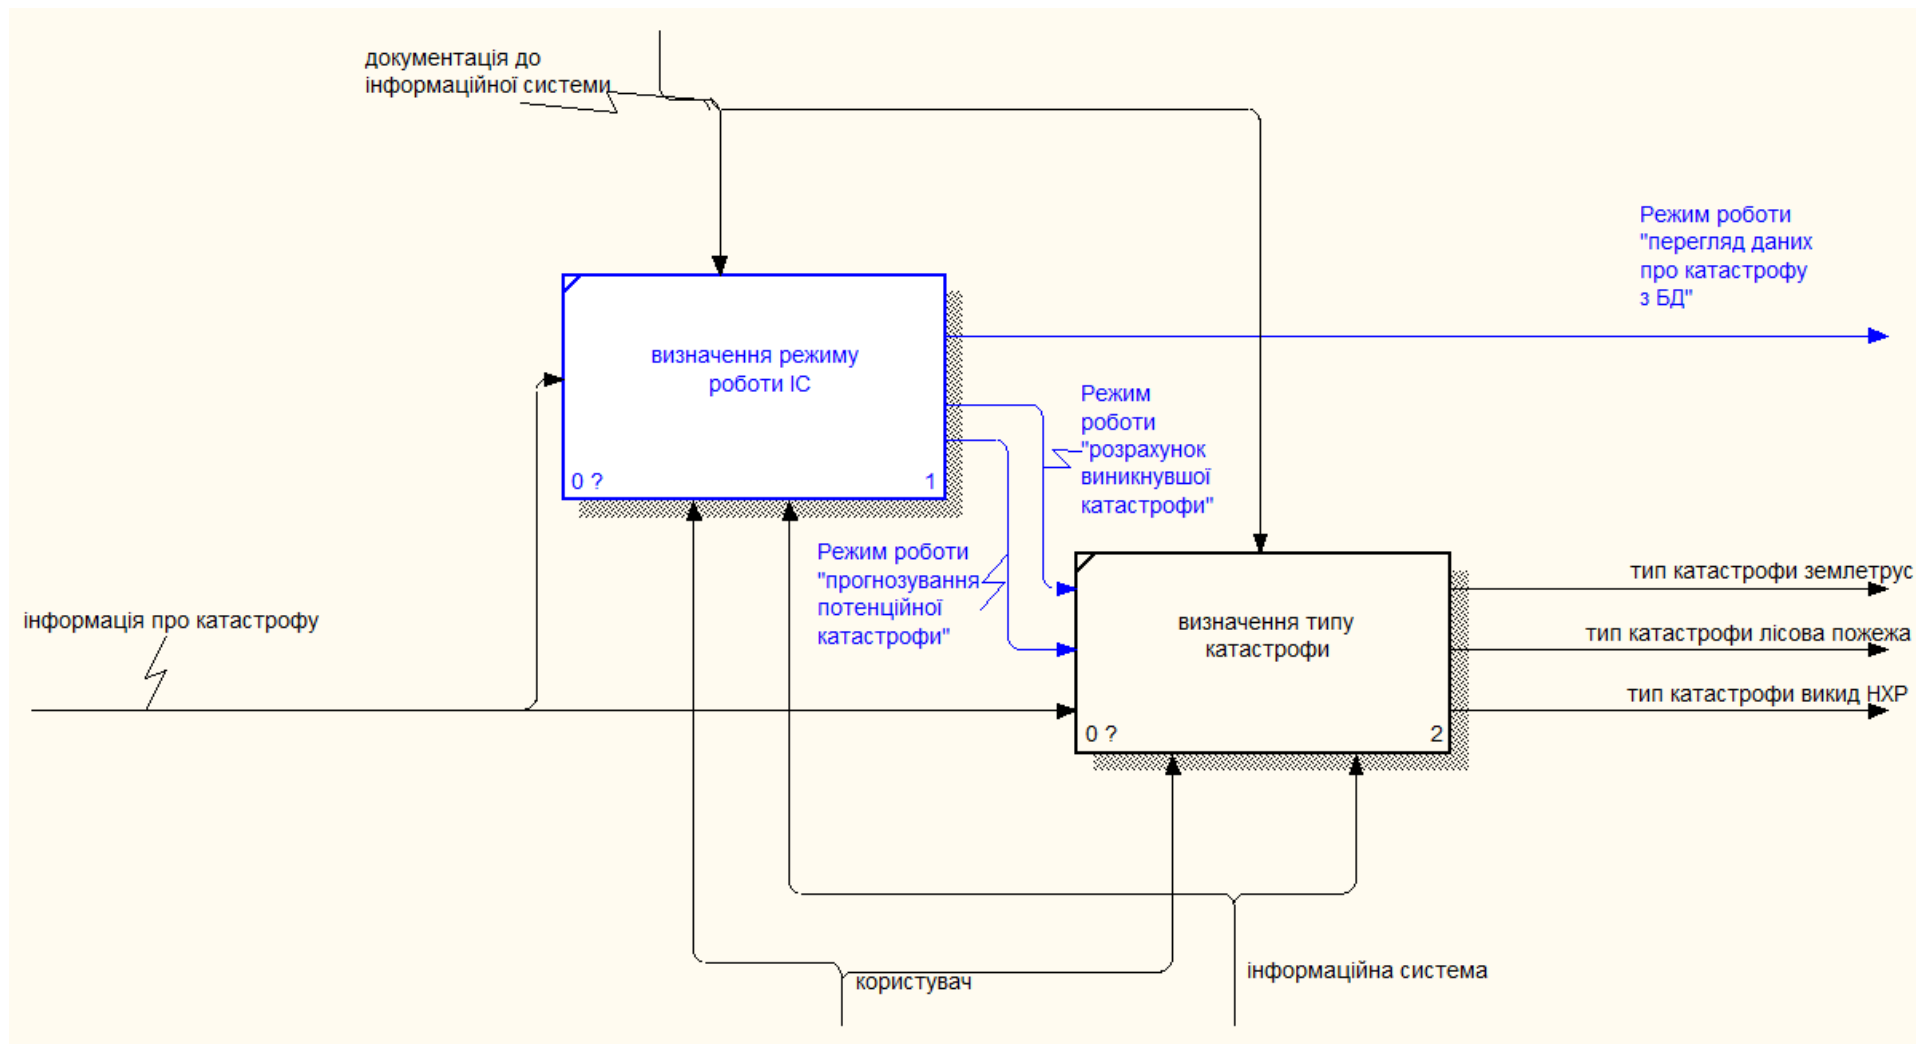 документація до
інформаційної системи
Режим роботи
"перегляд даних
про катастрофу
з БД"
визначення режиму
роботи ІС
0 ?
1
Режим
роботи
"розрахунок
виникнувшої
катастрофи"
Режим роботи
"прогнозування
потенційної
катастрофи"
інформація про катастрофу
визначення типу
катастрофи
0 ?
2
тип катастрофи землетрус
тип катастрофи лісова пожежа
тип катастрофи викид НХР
користувач
інформаційна система